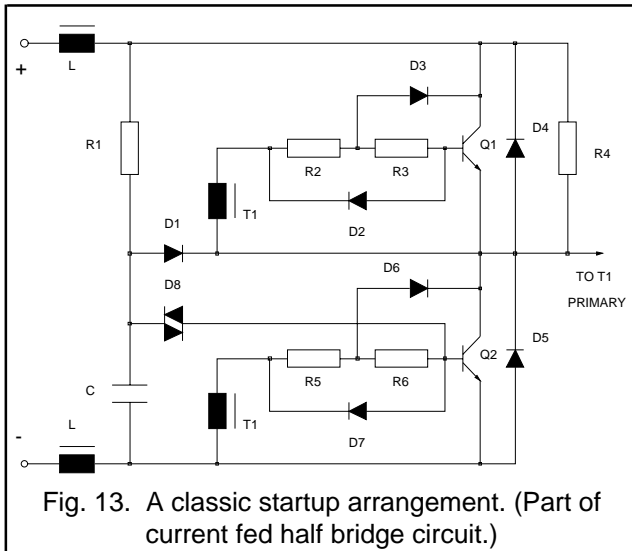 L
+
D3
R1
Q1
D4
R4
R2
R3
T1
D2
D1
D8
D6
TO T1
PRIMARY
Q2
D5
R5
R6
C
T1
D7
-
L
Fig. 13. A classic startup arrangement. (Part of
current fed half bridge circuit.)